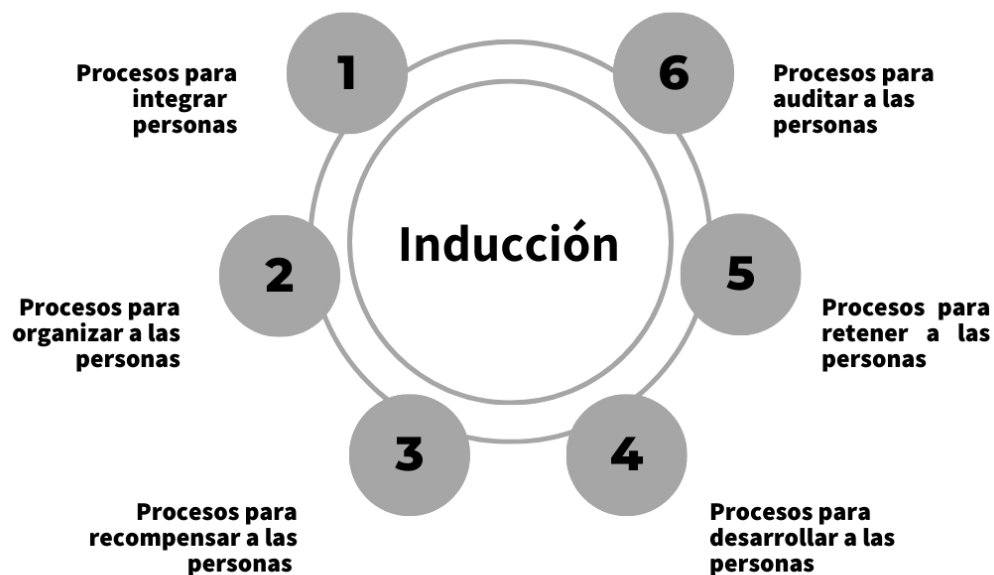 1
Procesos para
integrar
personas
2
Procesos para
organizar a las
personas
3
Procesos para
recompensar a las
personas
Inducción
4
Procesos para
desarrollar a las
personas
5
Procesos para
retener a las
personas
6
Procesos para
auditar a las
personas